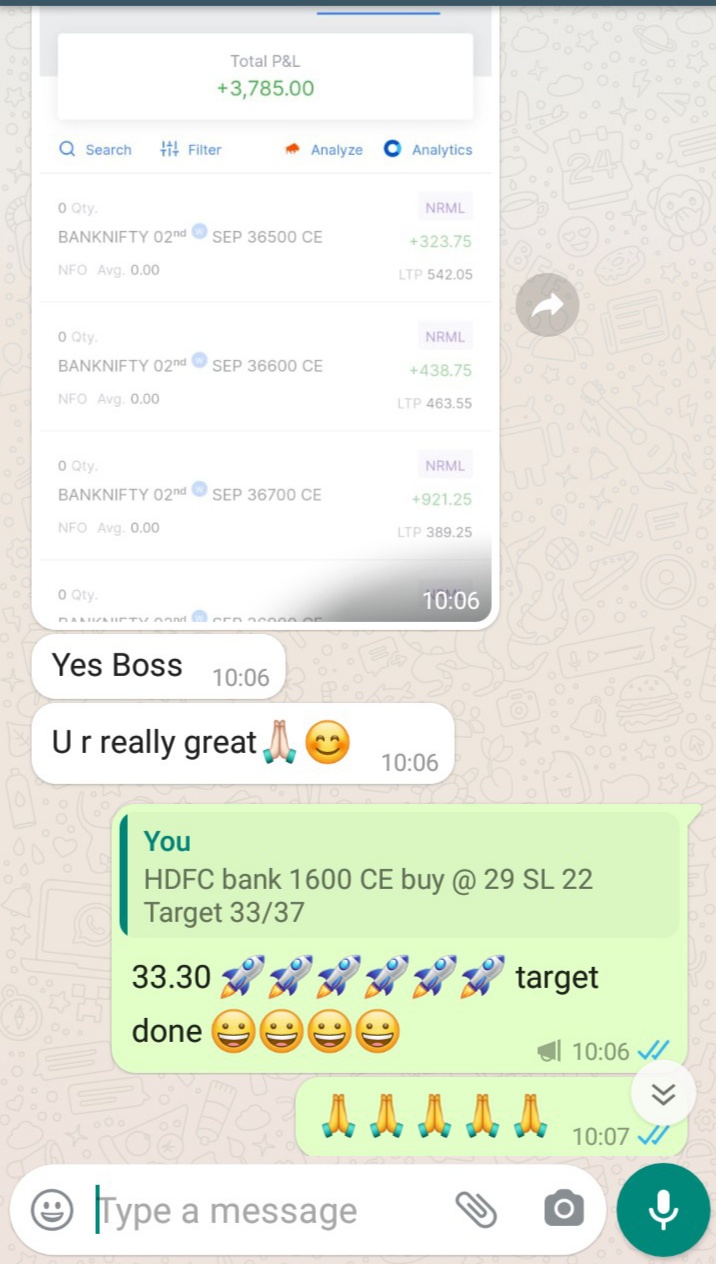 Total P&L
+3,785.00
Search Filter Analyze Analytics
0 Qty. NRML
BANKNIFTY 02nd W SEP 36500 CE +323.75
NFO Avg. 0.00 LTP 542.05
0 Qty. NRML
BANKNIFTY 02nd W SEP 36600 CE +438.75
NFO Avg. 0.00 LTP 463.55
0 Qty. NRML
BANKNIFTY 02nd W SEP 36700 CE +921.25
NFO Avg. 0.00 LTP 389.25
0 Qty. NRML
10:06
Yes Boss 10:06
U r really great🙏🏻😊 10:06
You
HDFC bank 1600 CE buy @ 29 SL 22
Target 33/37
33.30 🚀🚀🚀🚀🚀🚀 target
done 😀😀😀😀 10:06
🙏🙏🙏🙏🙏 10:07
Type a message